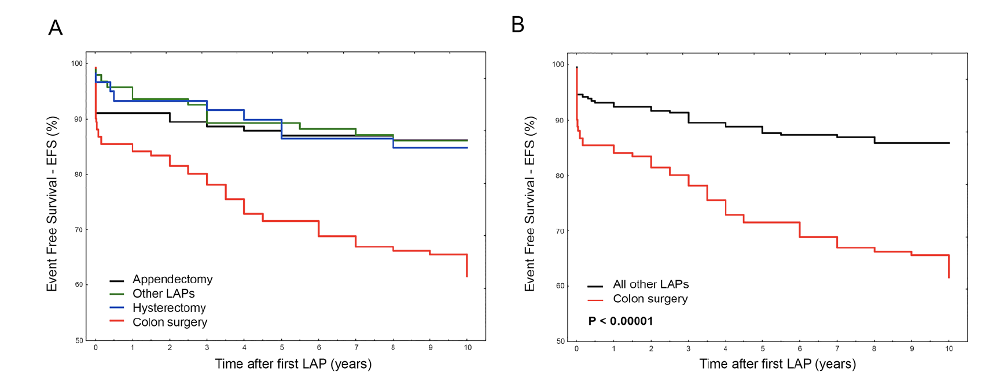 A
Event Free Survival - EFS (%)
100
90
80
70
60
50
Appendectomy
Other LAPs
Hysterectomy
Colon surgery
0 1 2 3 4 5 6 7 8 9 10
Time after first LAP (years)
B
Event Free Survival - EFS (%)
100
90
80
70
60
50
All other LAPs
Colon surgery
P < 0.00001
0 1 2 3 4 5 6 7 8 9 10
Time after first LAP (years)